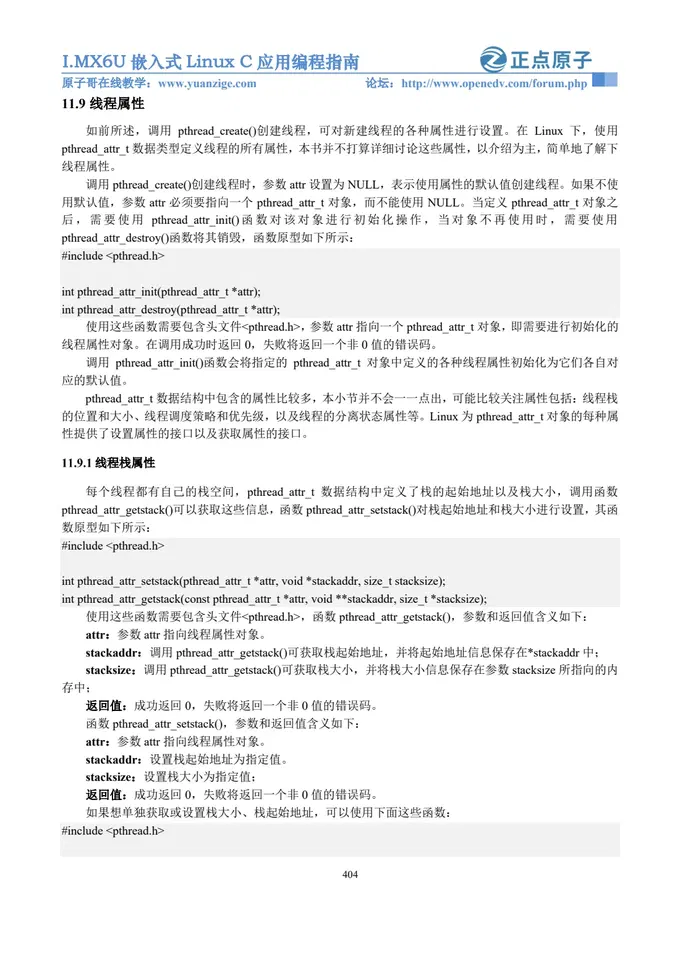 I.MX6U 嵌入式 Linux C 应用编程指南
正点原子
原子哥在线教学：www.yuanzige.com 论坛：http://www.openedv.com/forum.php
11.9 线程属性
如前所述，调用 pthread_create()创建线程，可对新建线程的各种属性进行设置。在 Linux 下，使用
pthread_attr_t 数据类型定义线程的所有属性，本书并不打算详细讨论这些属性，以介绍为主，简单地了解下
线程属性。
调用 pthread_create()创建线程时，参数 attr 设置为 NULL，表示使用属性的默认值创建线程。如果不使
用默认值，参数 attr 必须要指向一个 pthread_attr_t 对象，而不能使用 NULL。当定义 pthread_attr_t 对象之
后，需要使用 pthread_attr_init()函数对该对象进行初始化操作，当对象不再使用时，需要使用
pthread_attr_destroy()函数将其销毁，函数原型如下所示：
#include <pthread.h>
int pthread_attr_init(pthread_attr_t *attr);
int pthread_attr_destroy(pthread_attr_t *attr);
使用这些函数需要包含头文件<pthread.h>，参数 attr 指向一个 pthread_attr_t 对象，即需要进行初始化的
线程属性对象。在调用成功时返回 0，失败将返回一个非 0 值的错误码。
调用 pthread_attr_init()函数会将指定的 pthread_attr_t 对象中定义的各种线程属性初始化为它们各自对
应的默认值。
pthread_attr_t 数据结构中包含的属性比较多，本小节并不会一一点出，可能比较关注属性包括：线程栈
的位置和大小、线程调度策略和优先级，以及线程的分离状态属性等。Linux 为 pthread_attr_t 对象的每种属
性提供了设置属性的接口以及获取属性的接口。
11.9.1 线程栈属性
每个线程都有自己的栈空间，pthread_attr_t 数据结构中定义了栈的起始地址以及栈大小，调用函数
pthread_attr_getstack()可以获取这些信息，函数 pthread_attr_setstack()对栈起始地址和栈大小进行设置，其函
数原型如下所示：
#include <pthread.h>
int pthread_attr_setstack(pthread_attr_t *attr, void *stackaddr, size_t stacksize);
int pthread_attr_getstack(const pthread_attr_t *attr, void **stackaddr, size_t *stacksize);
使用这些函数需要包含头文件<pthread.h>，函数 pthread_attr_getstack()，参数和返回值含义如下：
attr：参数 attr 指向线程属性对象。
stackaddr：调用 pthread_attr_getstack()可获取栈起始地址，并将起始地址信息保存在*stackaddr 中；
stacksize：调用 pthread_attr_getstack()可获取栈大小，并将栈大小信息保存在参数 stacksize 所指向的内
存中；
返回值：成功返回 0，失败将返回一个非 0 值的错误码。
函数 pthread_attr_setstack()，参数和返回值含义如下：
attr：参数 attr 指向线程属性对象。
stackaddr：设置栈起始地址为指定值。
stacksize：设置栈大小为指定值；
返回值：成功返回 0，失败将返回一个非 0 值的错误码。
如果想单独获取或设置栈大小、栈起始地址，可以使用下面这些函数：
#include <pthread.h>
404